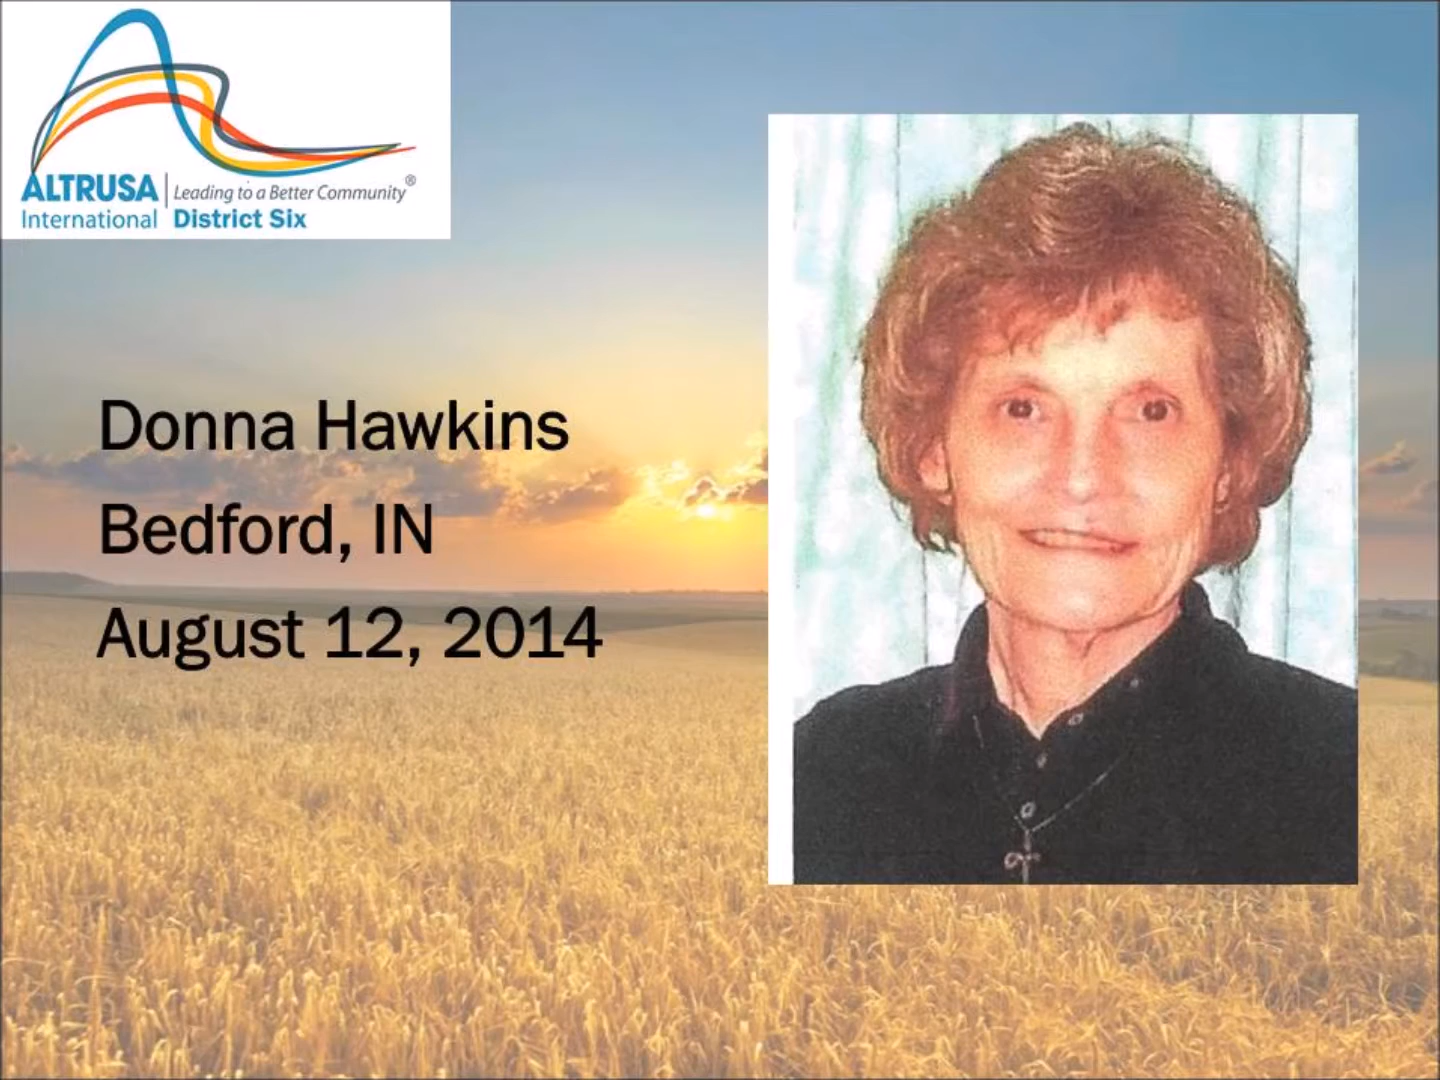 ALTRUSA
International
Leading to a Better Community®
District Six
Donna Hawkins
Bedford, IN
August 12, 2014